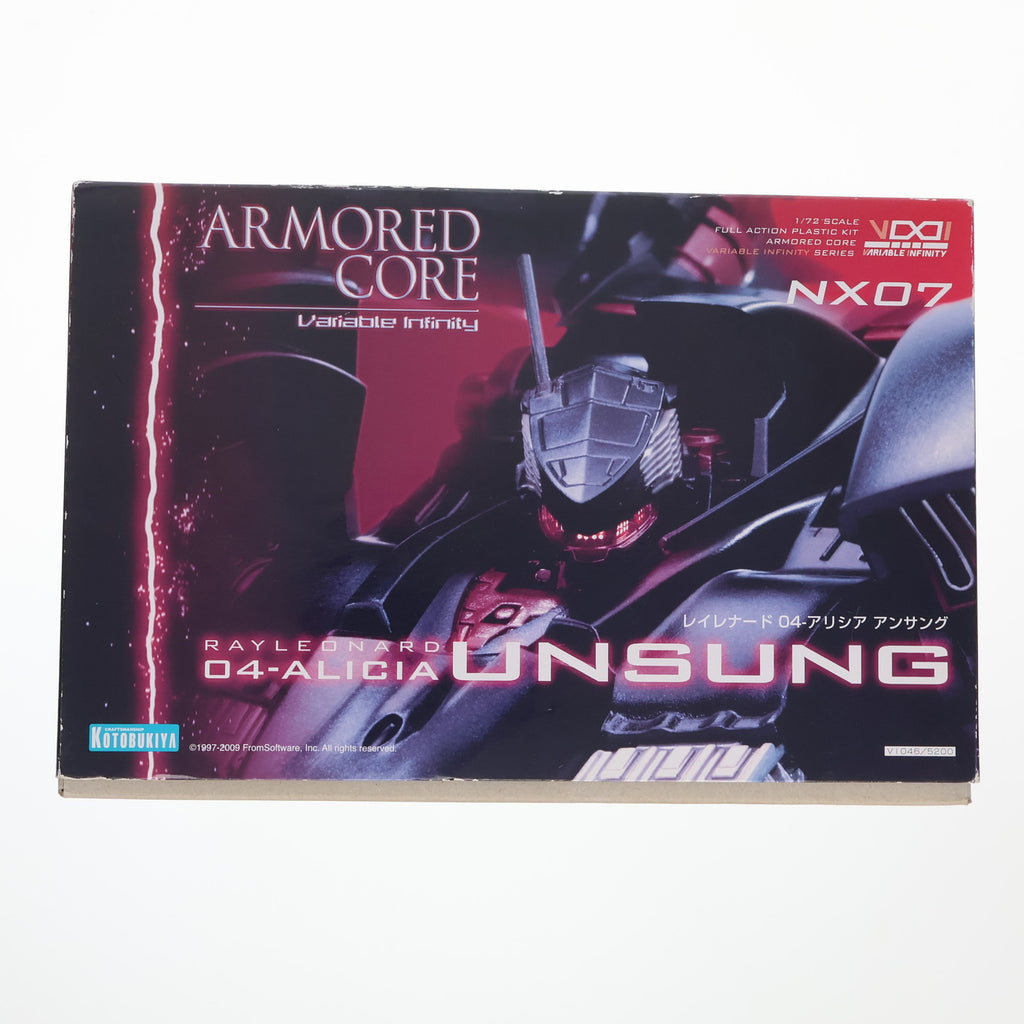 ARMORED
CORE
Variable Infinity
1/72 SCALE
FULL ACTION PLASTIC KIT
ARMORED CORE
VARIABLE INFINITY SERIES
VARIABLE INFINITY
NX07
レイレナード 04-アリシア アンサング
RAYLEONARD
04-ALICIA UNSUNG
CRAFTSMANSHIP
KOTOBUKIYA
©1997-2009 FromSoftware, Inc. All rights reserved.
VI046/5200